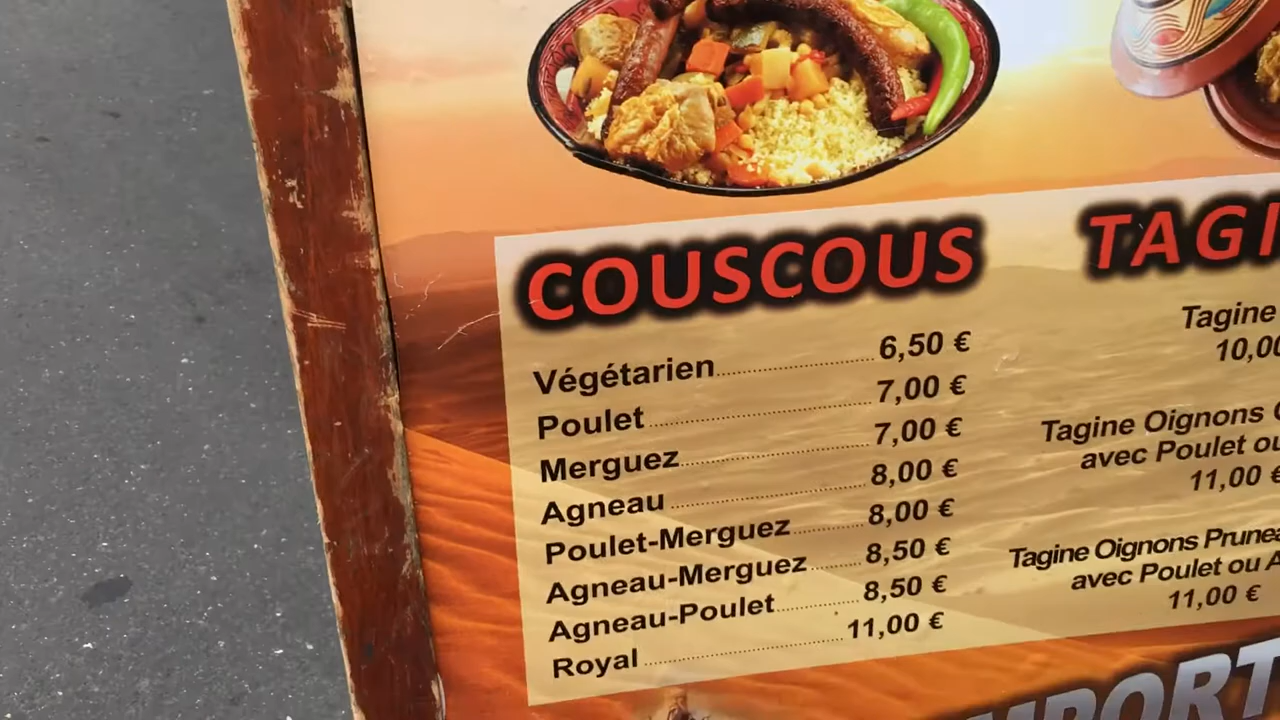 COUSCOUS
Végétarien 6,50 €
Poulet 7,00 €
Merguez 7,00 €
Agneau 8,00 €
Poulet-Merguez 8,00 €
Agneau-Merguez 8,50 €
Agneau-Poulet 8,50 €
Royal 11,00 €
TAGI
Tagine
10,00
Tagine Oignons
avec Poulet ou
11,00 €
Tagine Oignons Prunea
avec Poulet ou A
11,00 €
MPORT